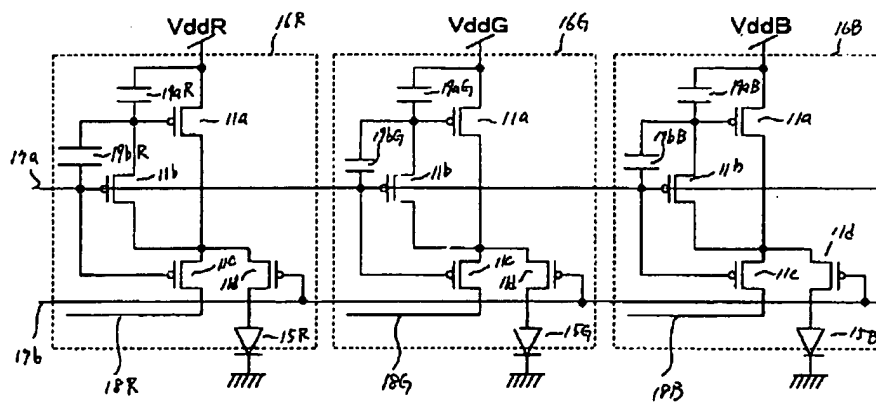 VddR 16R VddG 16G VddB 16B
19aR 19aG 19aB
11a 11a 11a
19bR 19bG 19bB
17a 11b 11b 11b
11c 11d 11c 11d 11c 11d
17b 18R 15R 18G 15G 18B 15B